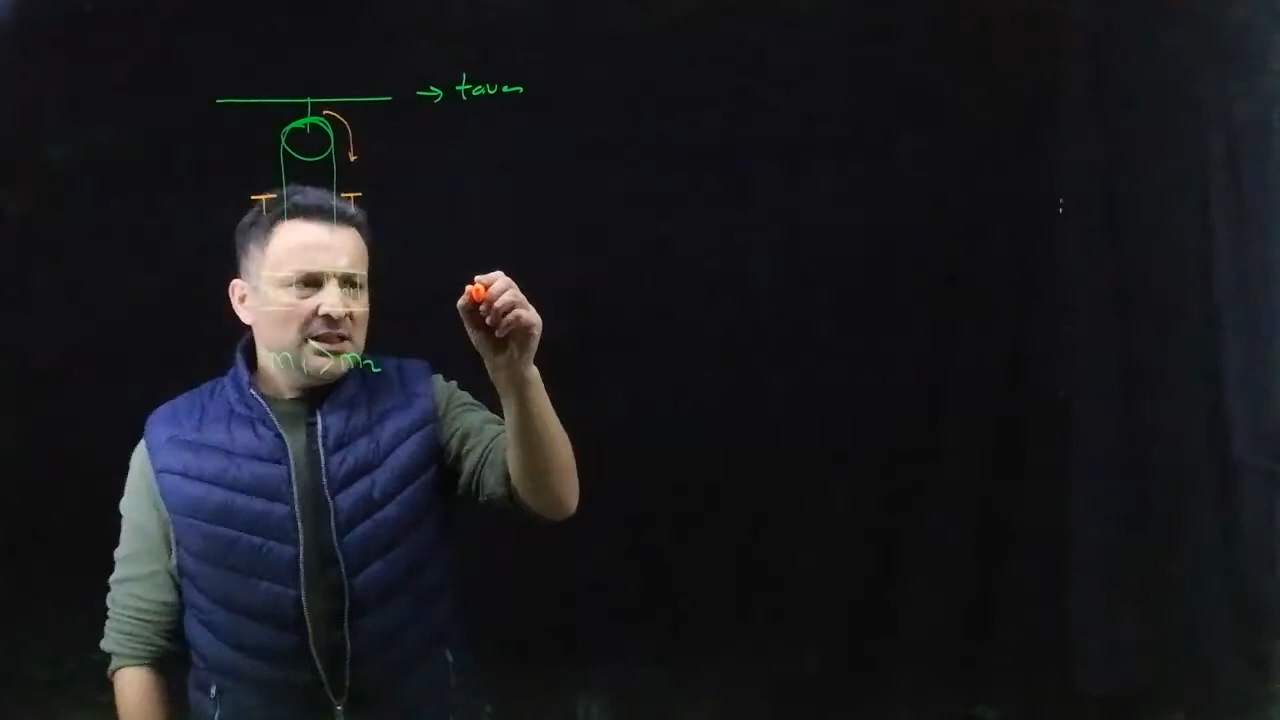 → tavan
T T
m₁ > m₂